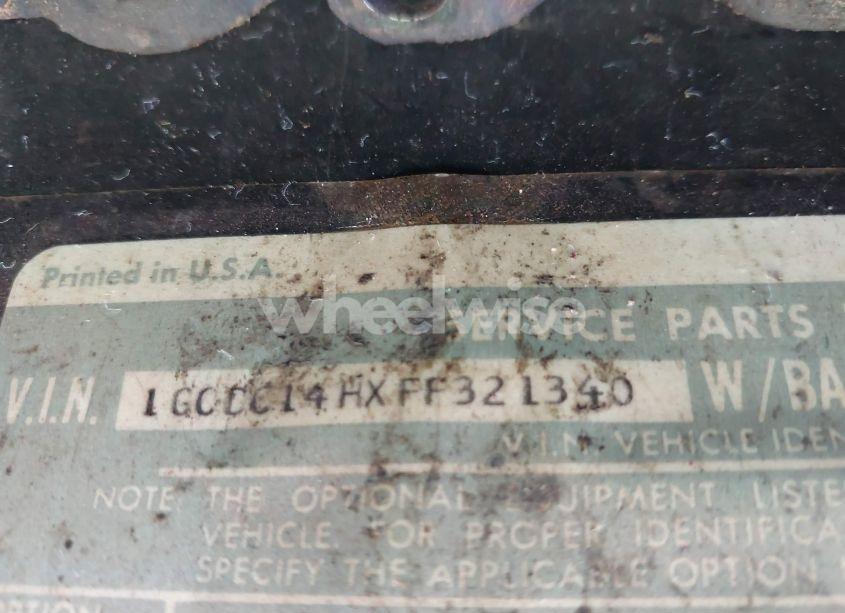 Printed in U.S.A.
wheelwise
SERVICE PARTS
V.I.N. 1GCDC14HXFF321340 W/BA
V.I.N. VEHICLE IDEN
NOTE: THE OPTIONAL EQUIPMENT LISTE
VEHICLE FOR PROPER IDENTIFICA
SPECIFY THE APPLICABLE OPTION
OPTION